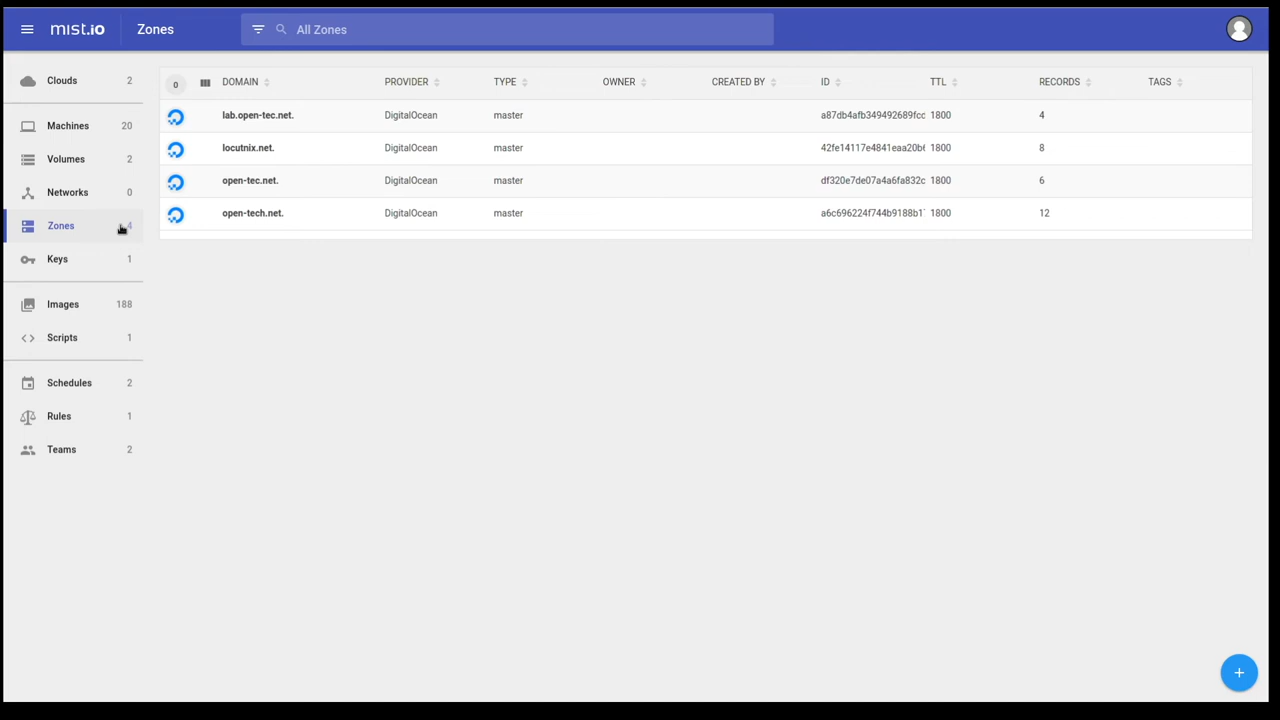 mist.io Zones All Zones
Clouds 2
Machines 20
Volumes 2
Networks 0
Zones 4
Keys 1
Images 188
Scripts 1
Schedules 2
Rules 1
Teams 2
0 DOMAIN PROVIDER TYPE OWNER CREATED BY ID TTL RECORDS TAGS
lab.open-tec.net. DigitalOcean master a87db4afb349492689fcc 1800 4
locutnix.net. DigitalOcean master 42fe14117e4841eaa20b 1800 8
open-tec.net. DigitalOcean master df320e7de07a4a6fa832c 1800 6
open-tech.net. DigitalOcean master a6c696224f744b9188b1 1800 12
+